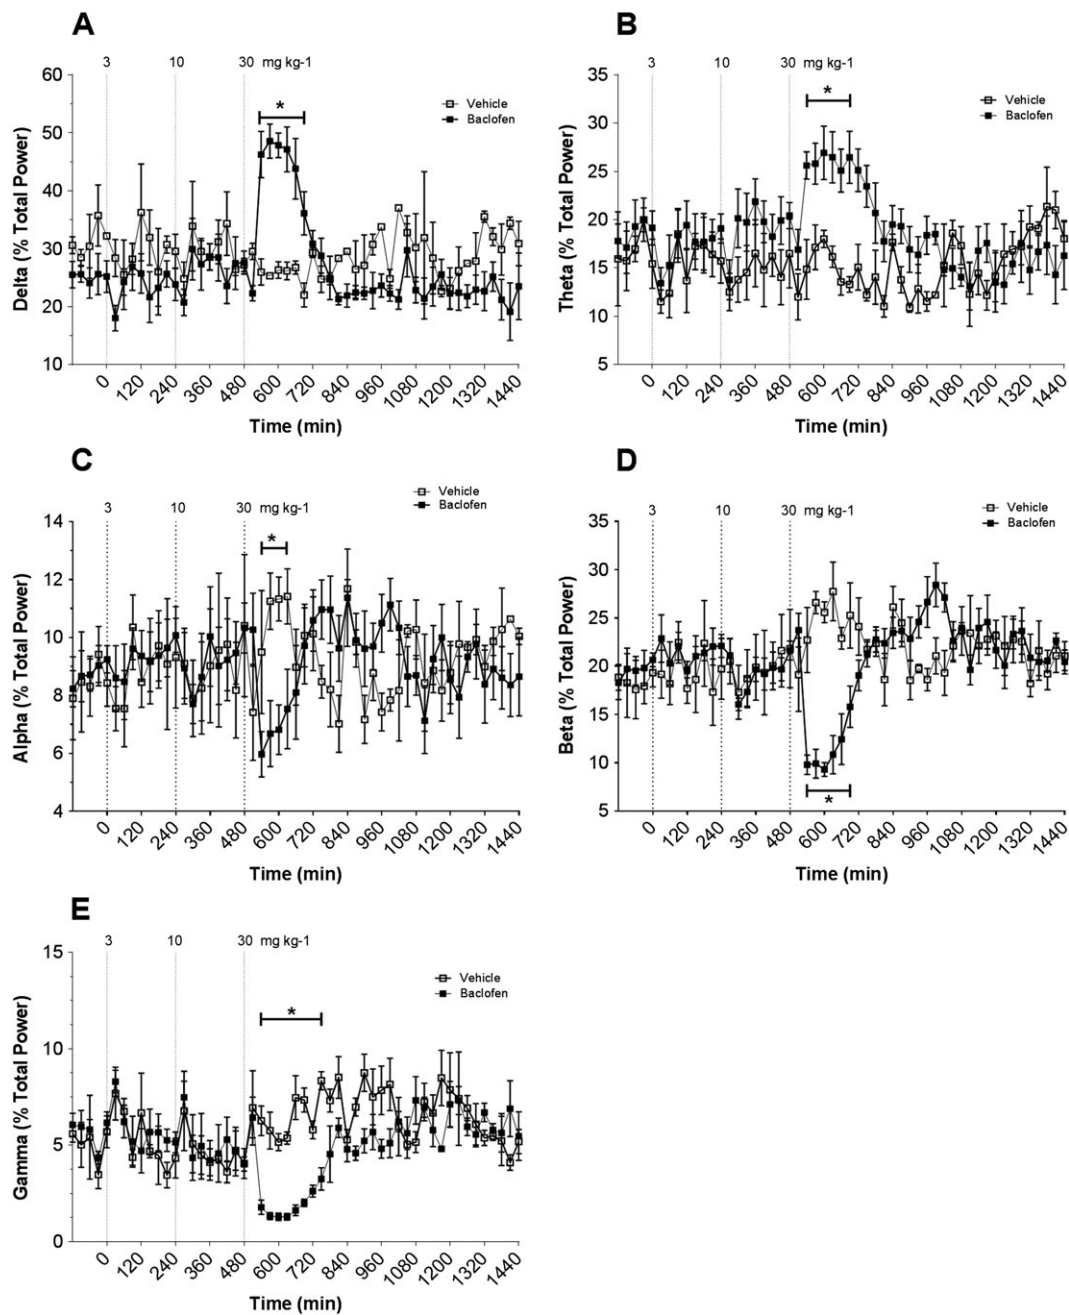 A
3 10 30 mg kg-1
60
*
Vehicle
Baclofen
50
40
30
20
10
Delta (% Total Power)
0 120 240 360 480 600 720 840 960 1080 1200 1320 1440
Time (min)
B
3 10 30 mg kg-1
35
*
Vehicle
Baclofen
30
25
20
15
10
5
Theta (% Total Power)
0 120 240 360 480 600 720 840 960 1080 1200 1320 1440
Time (min)
C
Vehicle
Baclofen
3 10 30 mg kg-1
14
*
12
10
8
6
4
Alpha (% Total Power)
0 120 240 360 480 600 720 840 960 1080 1200 1320 1440
Time (min)
D
3 10 30 mg kg-1
Vehicle
Baclofen
35
30
25
20
15
10
5
*
Beta (% Total Power)
0 120 240 360 480 600 720 840 960 1080 1200 1320 1440
Time (min)
E
3 10 30 mg kg-1
15
Vehicle
Baclofen
*
10
5
0
Gamma (% Total Power)
0 120 240 360 480 600 720 840 960 1080 1200 1320 1440
Time (min)